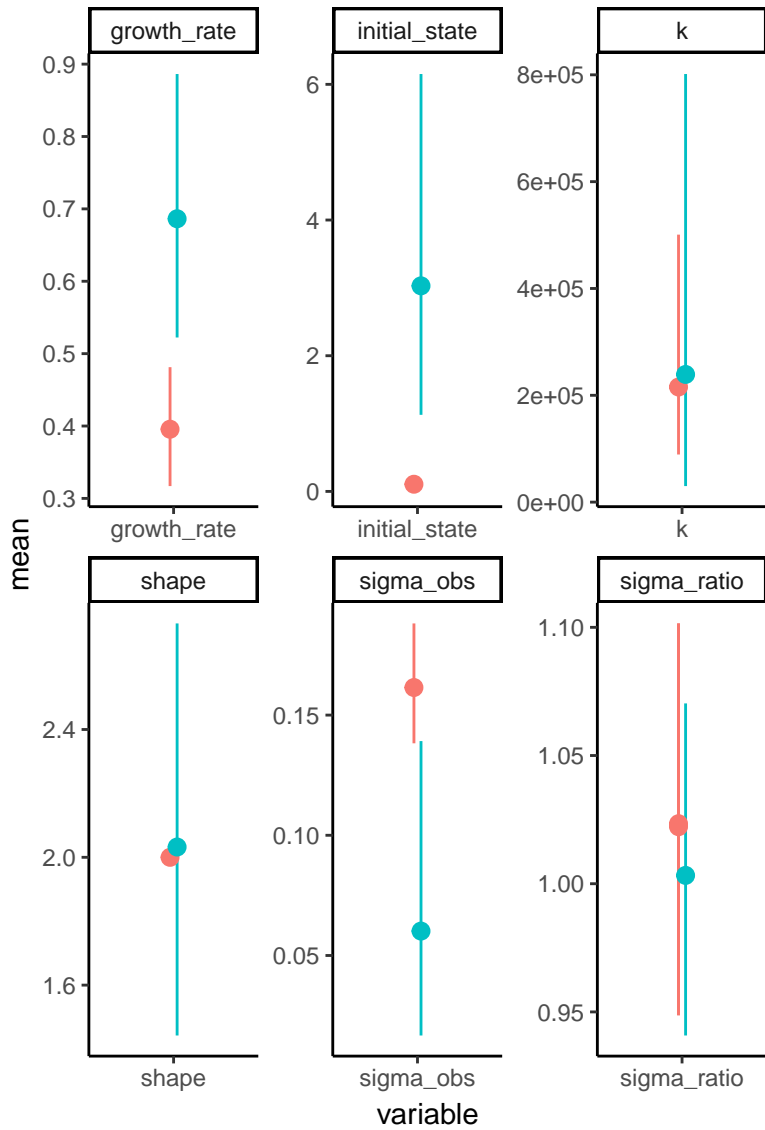 growth_rate
initial_state
k
0.9
0.8
0.7
0.6
0.5
0.4
0.3
growth_rate
6
4
2
0
initial_state
8e+05
6e+05
4e+05
2e+05
0e+00
k
mean
shape
sigma_obs
sigma_ratio
2.4
2.0
1.6
shape
0.15
0.10
0.05
sigma_obs
1.10
1.05
1.00
0.95
sigma_ratio
variable